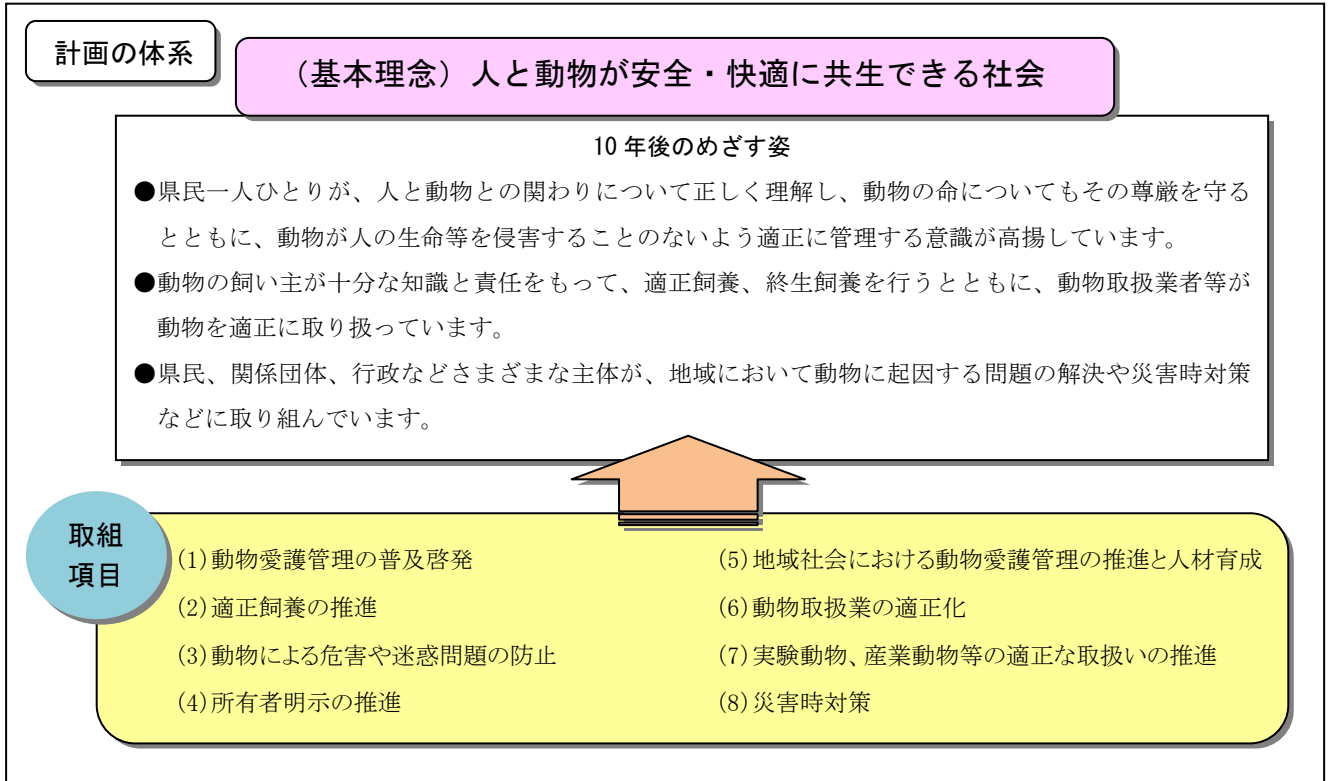 計画の体系
（基本理念）人と動物が安全・快適に共生できる社会
10 年後のめざす姿
●県民一人ひとりが、人と動物との関わりについて正しく理解し、動物の命についてもその尊厳を守る
とともに、動物が人の生命等を侵害することのないよう適正に管理する意識が高揚しています。
●動物の飼い主が十分な知識と責任をもって、適正飼養、終生飼養を行うとともに、動物取扱業者等が
動物を適正に取り扱っています。
●県民、関係団体、行政などさまざまな主体が、地域において動物に起因する問題の解決や災害時対策
などに取り組んでいます。
取組
項目
(1)動物愛護管理の普及啓発
(2)適正飼養の推進
(3)動物による危害や迷惑問題の防止
(4)所有者明示の推進
(5)地域社会における動物愛護管理の推進と人材育成
(6)動物取扱業の適正化
(7)実験動物、産業動物等の適正な取扱いの推進
(8)災害時対策